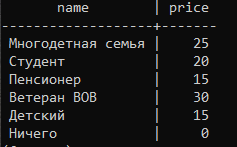 name | price
Многодетная семья | 25
Студент | 20
Пенсионер | 15
Ветеран ВОВ | 30
Детский | 15
Ничего | 0